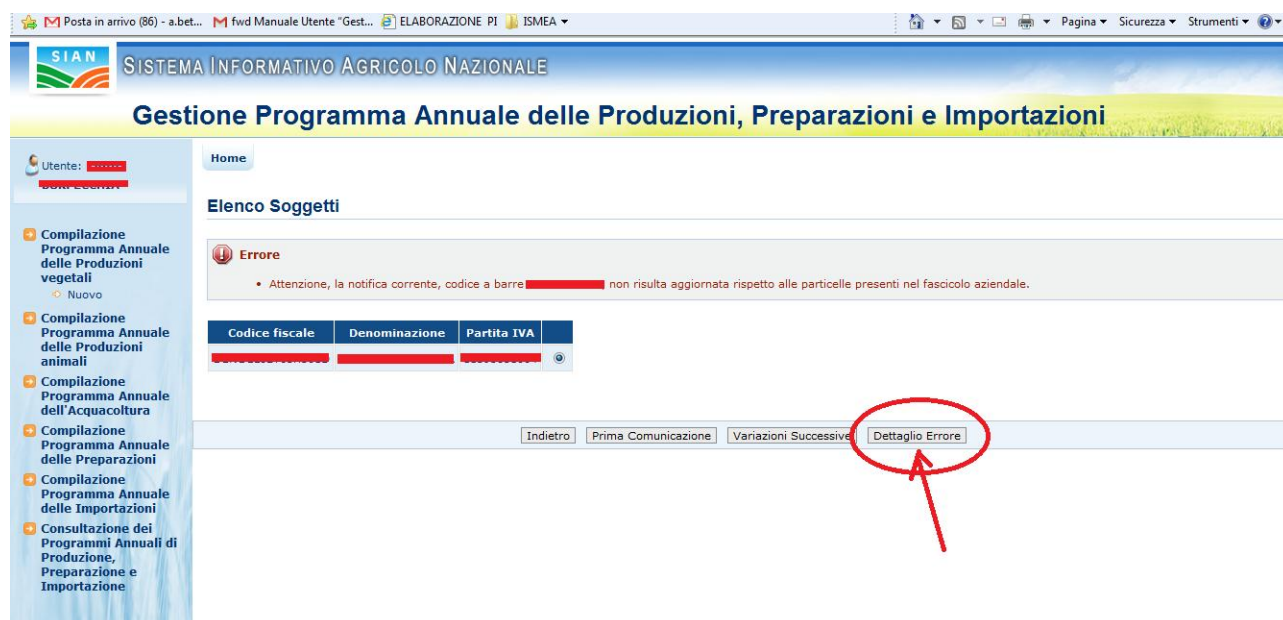 Posta in arrivo (86) - a.bet... fwd Manuale Utente "Gest... ELABORAZIONE PI ISMEA Pagina Sicurezza Strumenti
SIAN SISTEMA INFORMATIVO AGRICOLO NAZIONALE
Gestione Programma Annuale delle Produzioni, Preparazioni e Importazioni
Utente:
Home
Elenco Soggetti
Compilazione
Programma Annuale
delle Produzioni
vegetali
Nuovo
Compilazione
Programma Annuale
delle Produzioni
animali
Compilazione
Programma Annuale
dell'Acquacoltura
Compilazione
Programma Annuale
delle Preparazioni
Compilazione
Programma Annuale
delle Importazioni
Consultazione dei
Programmi Annuali di
Produzione,
Preparazione e
Importazione
Errore
Attenzione, la notifica corrente, codice a barre non risulta aggiornata rispetto alle particelle presenti nel fascicolo aziendale.
Codice fiscale Denominazione Partita IVA
Indietro Prima Comunicazione Variazioni Successive Dettaglio Errore